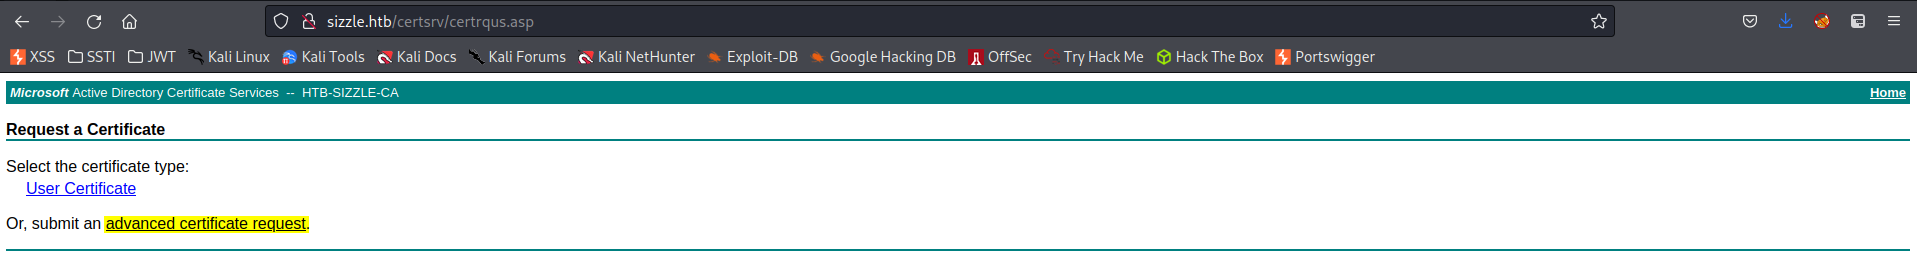 sizzle.htb/certsrv/certrqus.asp
XSS SSTI JWT Kali Linux Kali Tools Kali Docs Kali Forums Kali NetHunter Exploit-DB Google Hacking DB OffSec Try Hack Me Hack The Box Portswigger
Microsoft Active Directory Certificate Services -- HTB-SIZZLE-CA Home
Request a Certificate
Select the certificate type:
User Certificate
Or, submit an advanced certificate request.